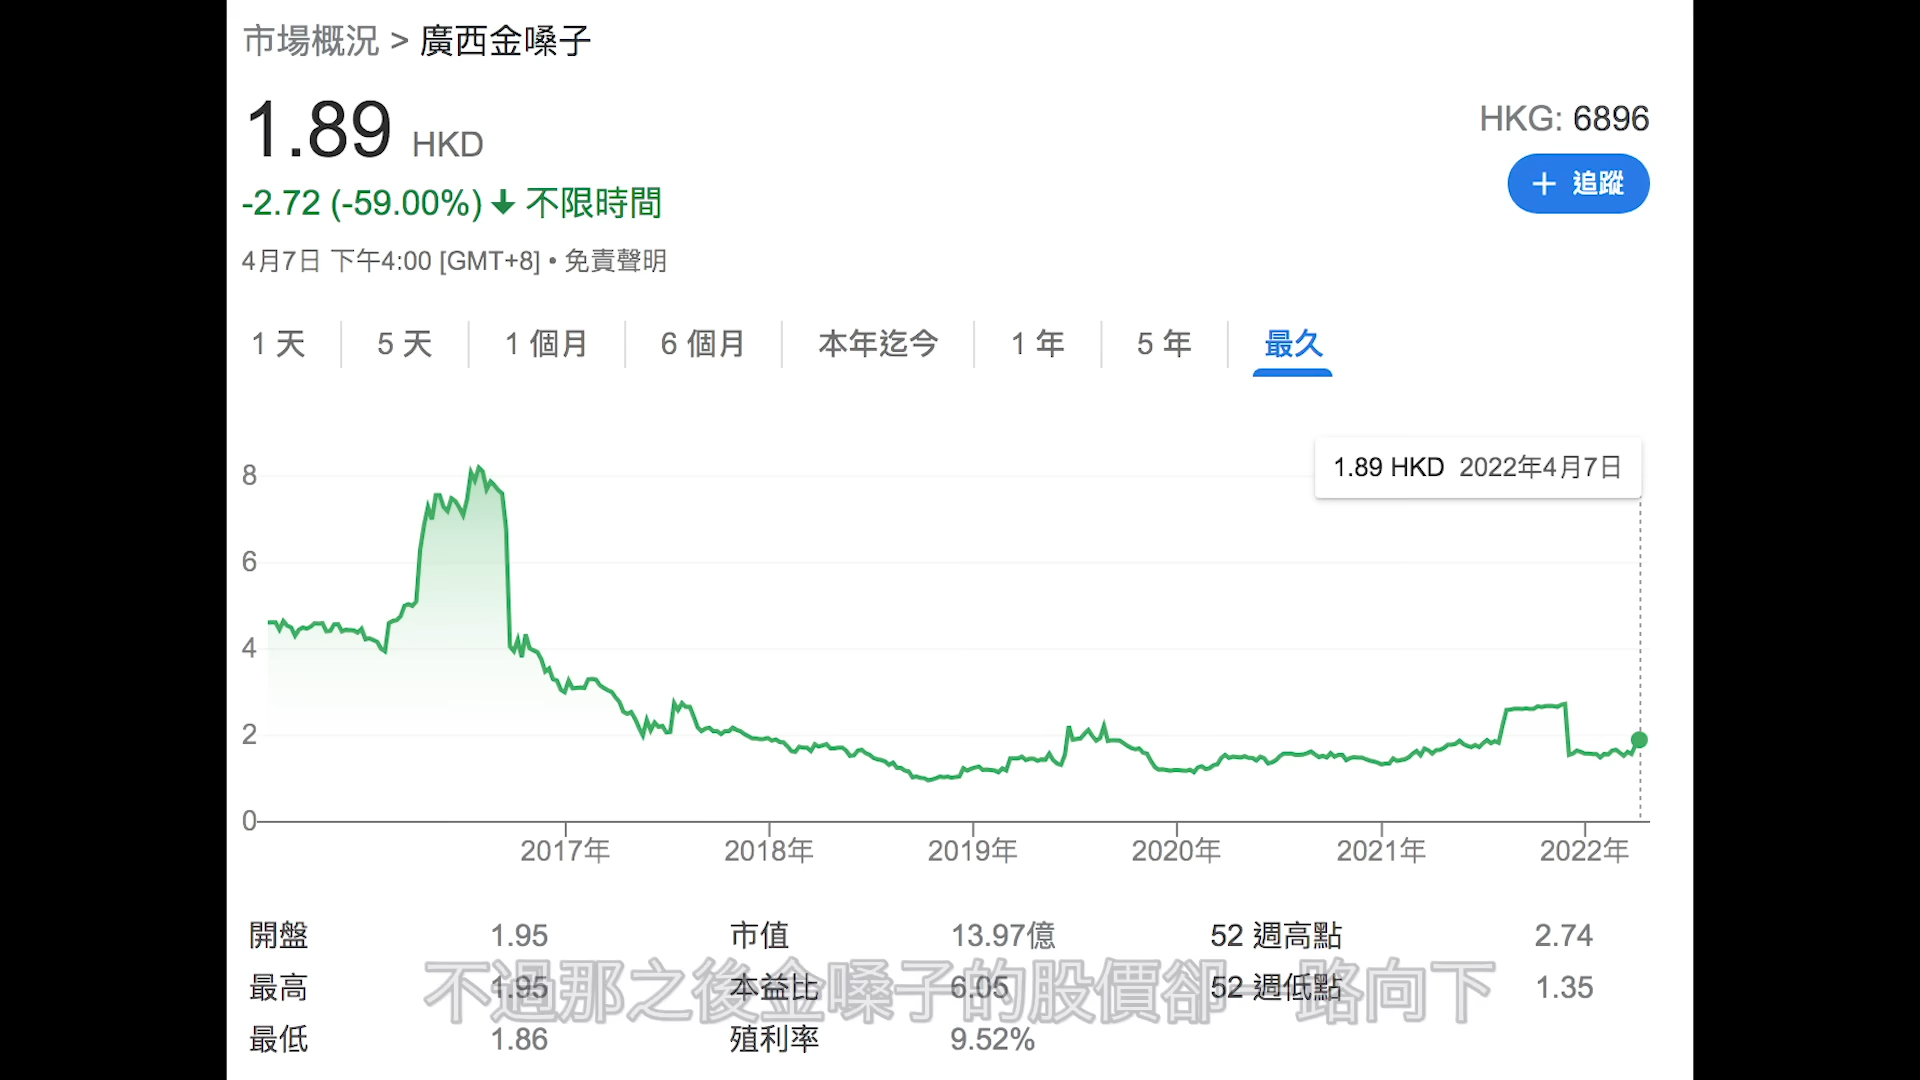 市場概況 > 廣西金嗓子
1.89 HKD
HKG: 6896
+ 追蹤
-2.72 (-59.00%) ↓ 不限時間
4月7日 下午4:00 [GMT+8] • 免責聲明
1 天 5 天 1 個月 6 個月 本年迄今 1 年 5 年 最久
1.89 HKD 2022年4月7日
8
6
4
2
0
2017年 2018年 2019年 2020年 2021年 2022年
開盤 1.95 市值 13.97億 52 週高點 2.74
最高 1.95 本益比 6.05 52 週低點 1.35
不過那之後金嗓子的股價卻一路向下
最低 1.86 殖利率 9.52%